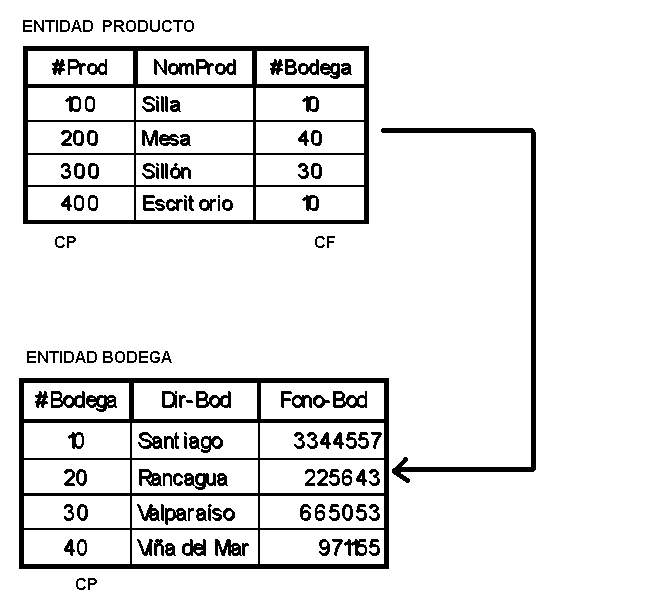 ENTIDAD PRODUCTO
#Prod NomProd #Bodega
100 Silla 10
200 Mesa 40
300 Sillón 30
400 Escritorio 10
CP CF
ENTIDAD BODEGA
#Bodega Dir-Bod Fono-Bod
10 Santiago 3344557
20 Rancagua 225643
30 Valparaíso 665053
40 Viña del Mar 971155
CP